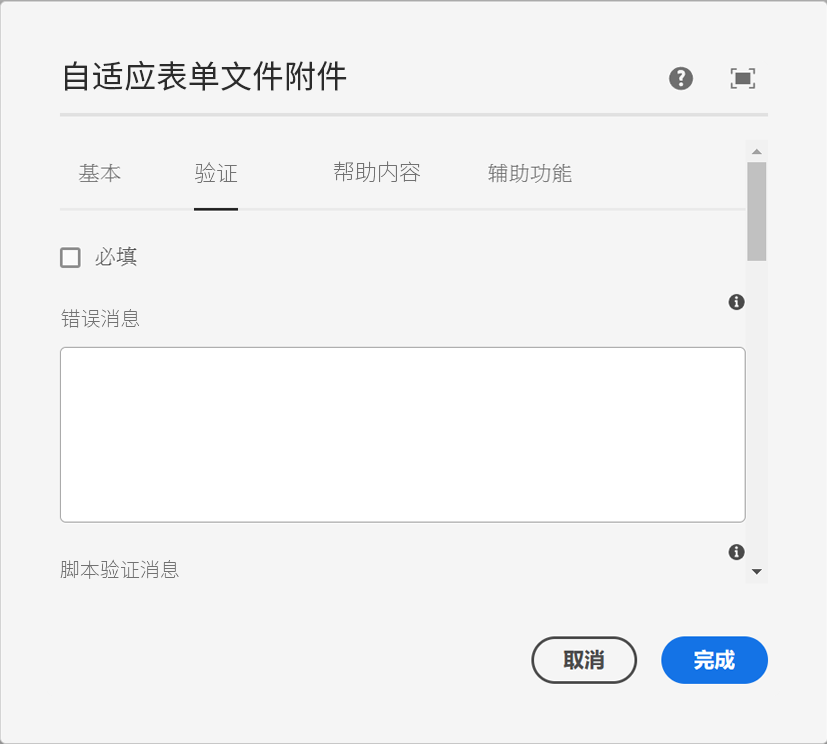 自适应表单文件附件
基本 验证 帮助内容 辅助功能
必填
错误消息
脚本验证消息
取消 完成